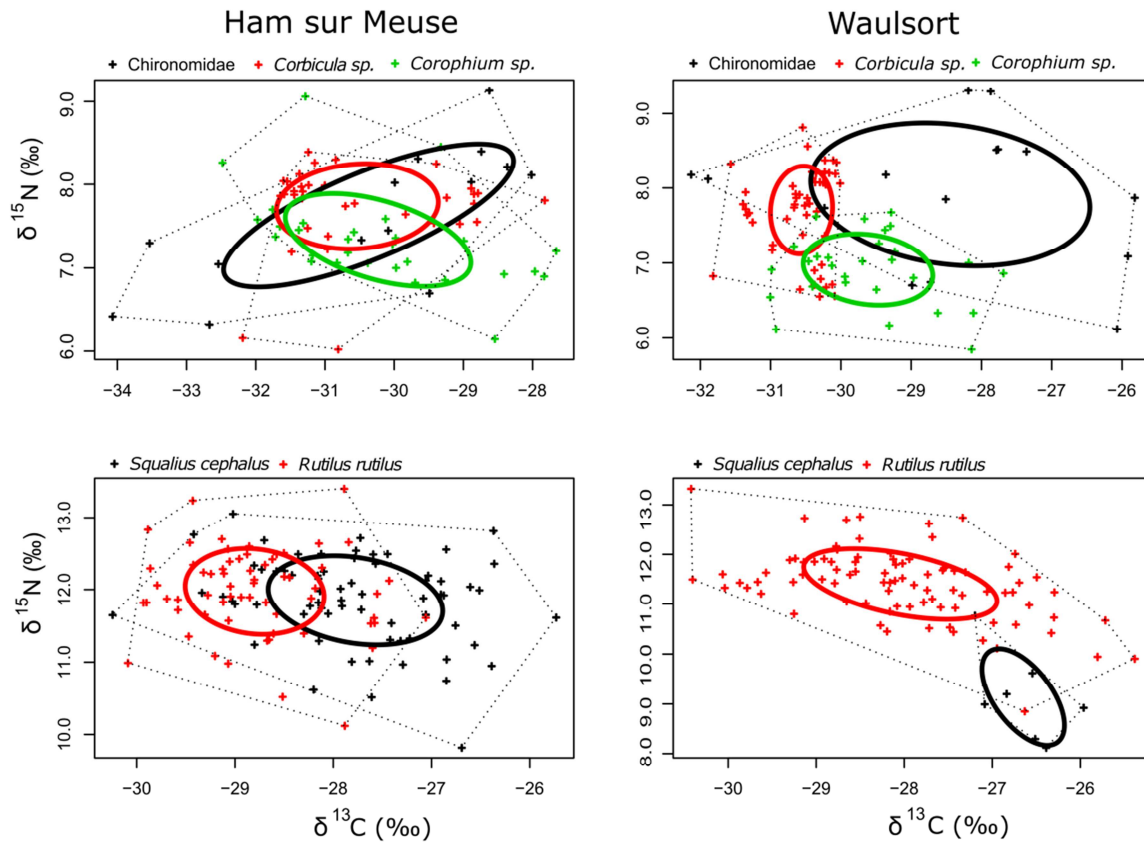 Ham sur Meuse
Waulsort
+ Chironomidae + Corbicula sp. + Corophium sp.
+ Chironomidae + Corbicula sp. + Corophium sp.
δ 15 N (‰)
9.0
8.0
7.0
6.0
−34 −33 −32 −31 −30 −29 −28
9.0
8.0
7.0
6.0
−32 −31 −30 −29 −28 −27 −26
+ Squalius cephalus + Rutilus rutilus
+ Squalius cephalus + Rutilus rutilus
δ 15 N (‰)
13.0
12.0
11.0
10.0
−30 −29 −28 −27 −26
δ 13 C (‰)
13.0
12.0
11.0
10.0
9.0
8.0
−30 −29 −28 −27 −26
δ 13 C (‰)